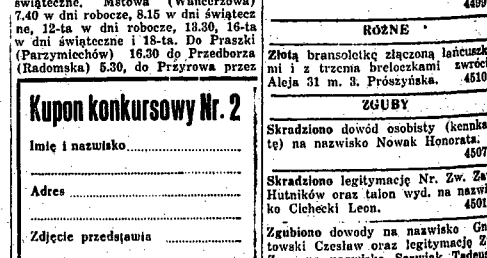 świąteczne, Mstowa (Wancerzowa)
7.40 w dni robocze, 8.15 w dni świątecz
ne, 12-ta w dni robocze, 13.30, 16-ta
w dni świąteczne i 18-ta. Do Praszki
(Parzymiechów) 16.30 do Przedborza
(Radomska) 5.30, do Przyrowa przez
Kupon konkursowy Nr. 2
Imię i nazwisko
Adres
Zdjęcie przedstawia
4499
RÓŻNE
Złotą bransoletkę złączoną łańcuszk
mi i z trzema breloczkami zwróci
Aleja 31 m. 3. Prószyńska. 4510
ZGUBY
Skradziono dowód osobisty (kennka
tę) na nazwisko Nowak Honorata.
4507
Skradziono legitymację Nr. Zw. Za
Hutników oraz talon wyd. na nazwi
ko Cichecki Leon. 4501
Zgubiono dowody na nazwisko Gn
towski Czesław oraz legitymację Z